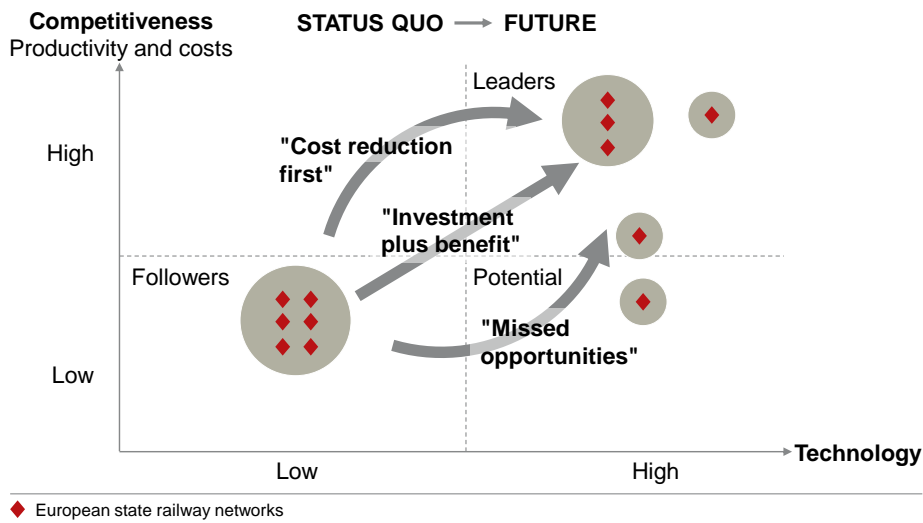 Competitiveness
Productivity and costs
STATUS QUO → FUTURE
Leaders
High
"Cost reduction
first"
"Investment
plus benefit"
Followers
Potential
"Missed
opportunities"
Low
Technology
Low
High
European state railway networks